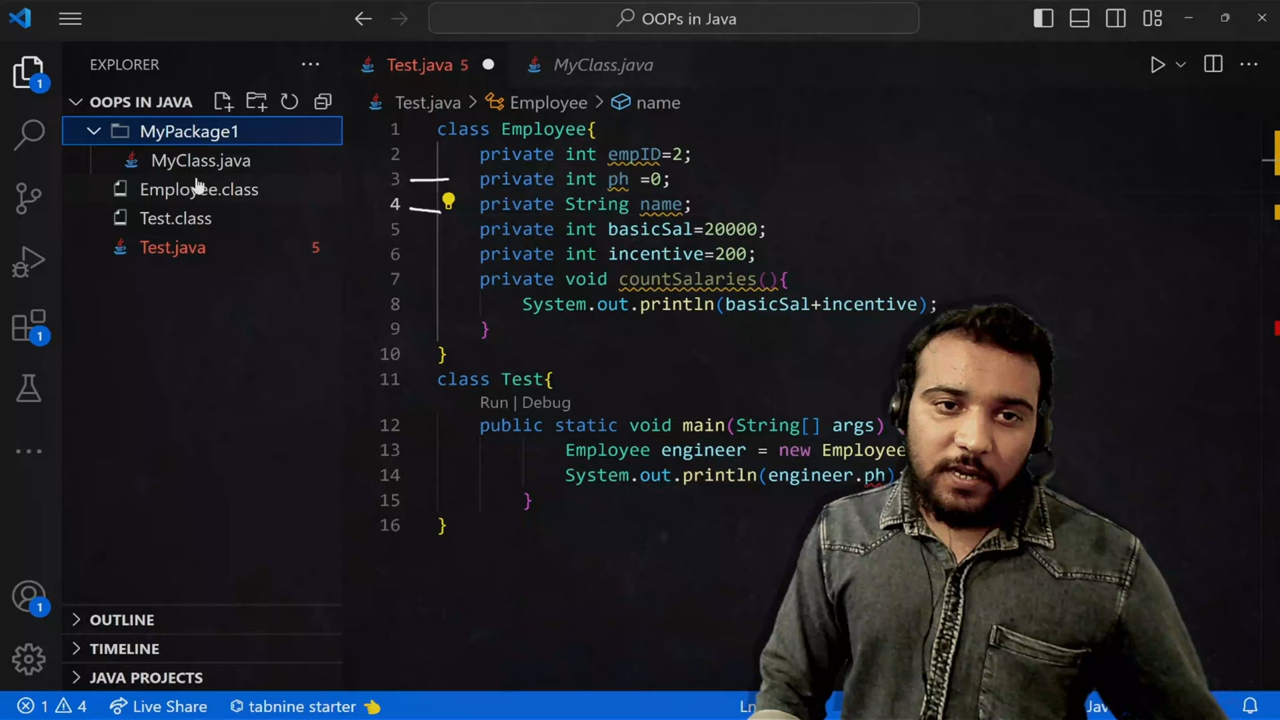 OOPs in Java
EXPLORER
Test.java 5
MyClass.java
1
OOPS IN JAVA
Test.java > Employee > name
MyPackage1
MyClass.java
Employee.class
Test.class
Test.java 5
1 class Employee{
2 private int empID=2;
3 private int ph =0;
4 private String name;
5 private int basicSal=20000;
6 private int incentive=200;
7 private void countSalaries(){
8 System.out.println(basicSal+incentive);
9 }
10 }
11 class Test{
Run | Debug
12 public static void main(String[] args)
13 Employee engineer = new Employee
14 System.out.println(engineer.ph)
15 }
16 }
1
1
OUTLINE
TIMELINE
JAVA PROJECTS
1 4 Live Share tabnine starter 👈